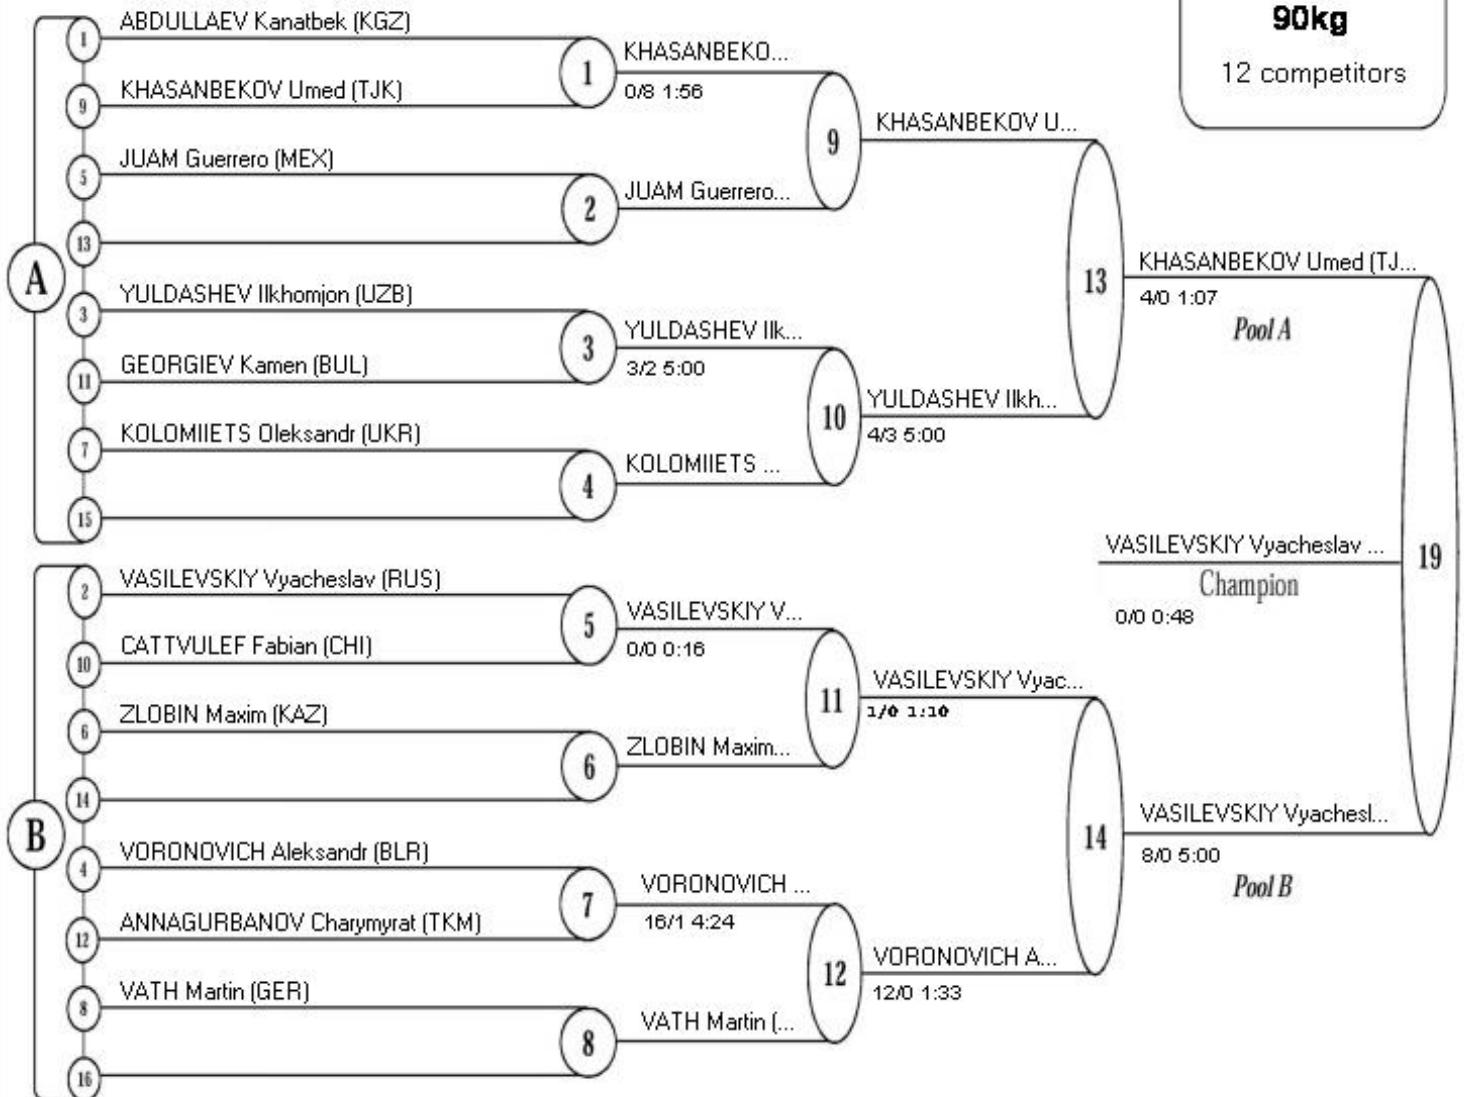 90kg
12 competitors
A
1
ABDULLAEV Kanatbek (KGZ)
9
KHASANBEKOV Umed (TJK)
5
JUAM Guerrero (MEX)
13
3
YULDASHEV Ilkhomjon (UZB)
11
GEORGIEV Kamen (BUL)
7
KOLOMIIETS Oleksandr (UKR)
15
B
2
VASILEVSKIY Vyacheslav (RUS)
10
CATTVULEF Fabian (CHI)
6
ZLOBIN Maxim (KAZ)
14
4
VORONOVICH Aleksandr (BLR)
12
ANNAGURBANOV Charymyrat (TKM)
8
VATH Martin (GER)
16
1
KHASANBEKO...
0/8 1:56
2
JUAM Guerrero...
3
YULDASHEV Ilk...
3/2 5:00
4
KOLOMIIETS ...
5
VASILEVSKIY V...
0/0 0:16
6
ZLOBIN Maxim...
7
VORONOVICH ...
16/1 4:24
8
VATH Martin (...
9
KHASANBEKOV U...
10
YULDASHEV Ilkh...
4/3 5:00
11
VASILEVSKIY Vyac...
1/0 1:10
12
VORONOVICH A...
12/0 1:33
13
KHASANBEKOV Umed (TJ...
4/0 1:07
Pool A
14
VASILEVSKIY Vyachesl...
8/0 5:00
Pool B
19
VASILEVSKIY Vyacheslav ...
Champion
0/0 0:48